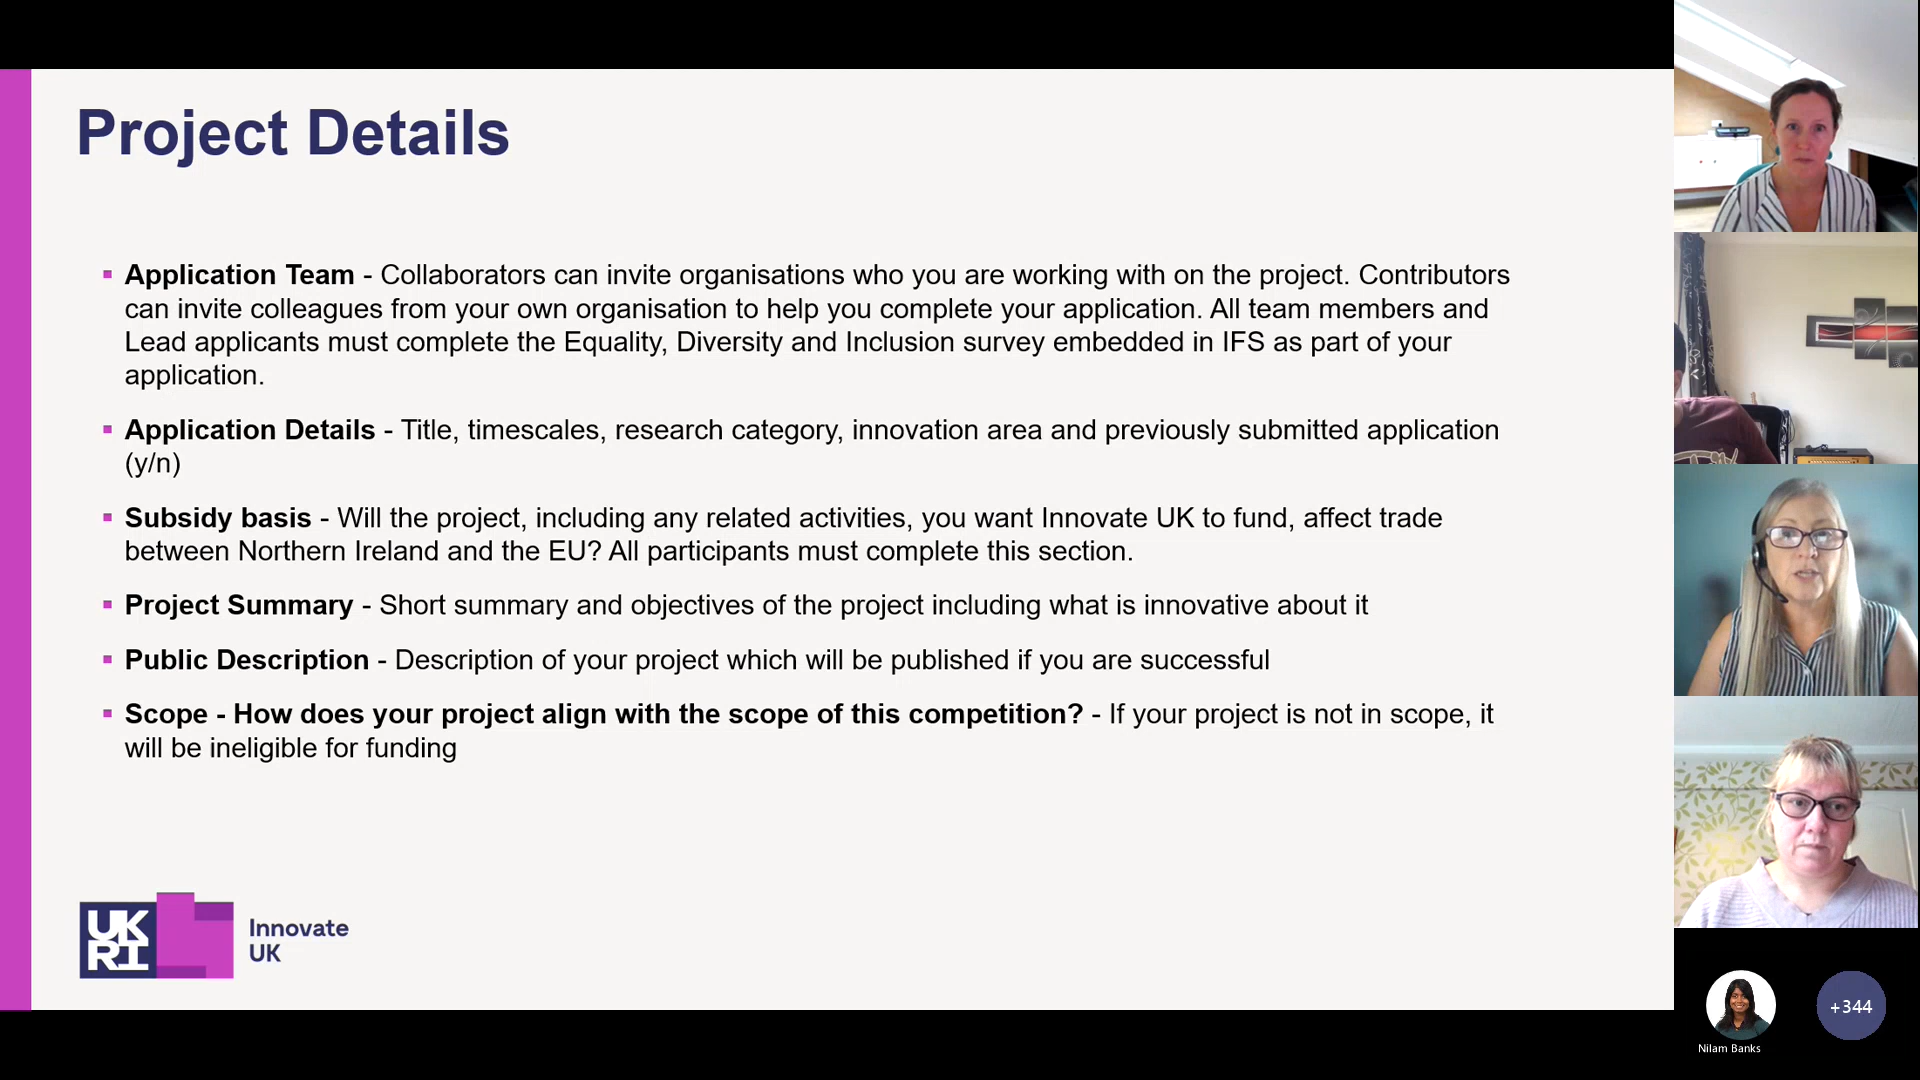 Project Details
Application Team - Collaborators can invite organisations who you are working with on the project. Contributors
can invite colleagues from your own organisation to help you complete your application. All team members and
Lead applicants must complete the Equality, Diversity and Inclusion survey embedded in IFS as part of your
application.
Application Details - Title, timescales, research category, innovation area and previously submitted application
(y/n)
Subsidy basis - Will the project, including any related activities, you want Innovate UK to fund, affect trade
between Northern Ireland and the EU? All participants must complete this section.
Project Summary - Short summary and objectives of the project including what is innovative about it
Public Description - Description of your project which will be published if you are successful
Scope - How does your project align with the scope of this competition? - If your project is not in scope, it
will be ineligible for funding
UK
RI
Innovate
UK
+344
Nilam Banks